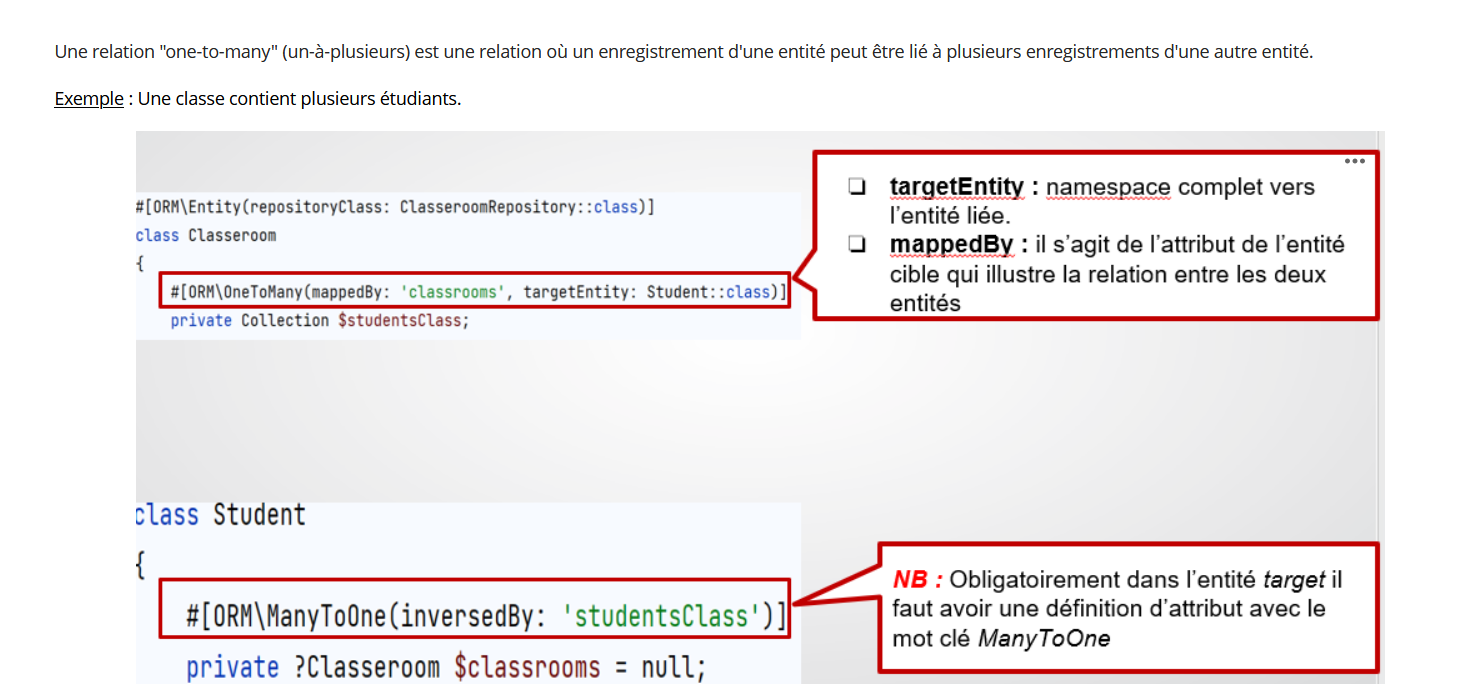 Une relation "one-to-many" (un-à-plusieurs) est une relation où un enregistrement d'une entité peut être lié à plusieurs enregistrements d'une autre entité.
Exemple : Une classe contient plusieurs étudiants.
#[ORM\Entity(repositoryClass: ClasseroomRepository::class)]
class Classeroom
{
#[ORM\OneToMany(mappedBy: 'classrooms', targetEntity: Student::class)]
private Collection $studentsClass;
❑ targetEntity : namespace complet vers
l'entité liée.
❑ mappedBy : il s'agit de l'attribut de l'entité
cible qui illustre la relation entre les deux
entités
class Student
{
#[ORM\ManyToOne(inversedBy: 'studentsClass')]
private ?Classeroom $classrooms = null;
NB : Obligatoirement dans l'entité target il
faut avoir une définition d'attribut avec le
mot clé ManyToOne